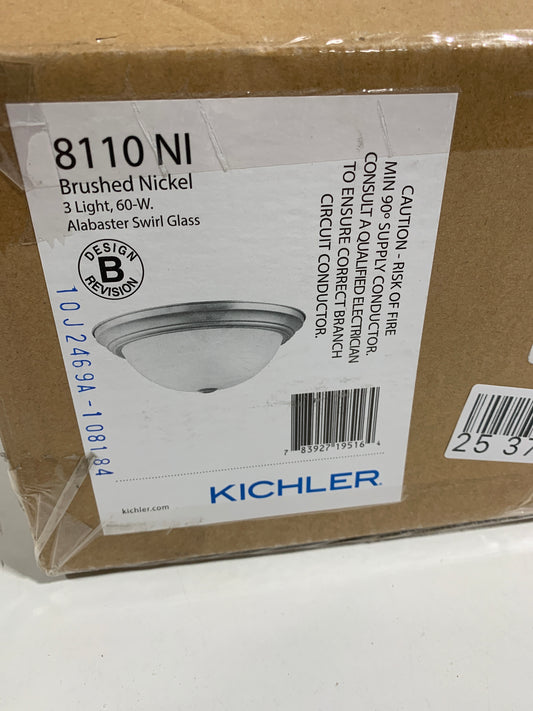 8110 NI
Brushed Nickel
3 Light, 60-W.
Alabaster Swirl Glass
DESIGN
B
REVISION
10J2469A-108184
CAUTION - RISK OF FIRE
MIN 90º SUPPLY CONDUCTOR.
CONSULT A QUALIFIED ELECTRICIAN
TO ENSURE CORRECT BRANCH
CIRCUIT CONDUCTOR.
7 83927 19516 4
KICHLER®
kichler.com
25 37